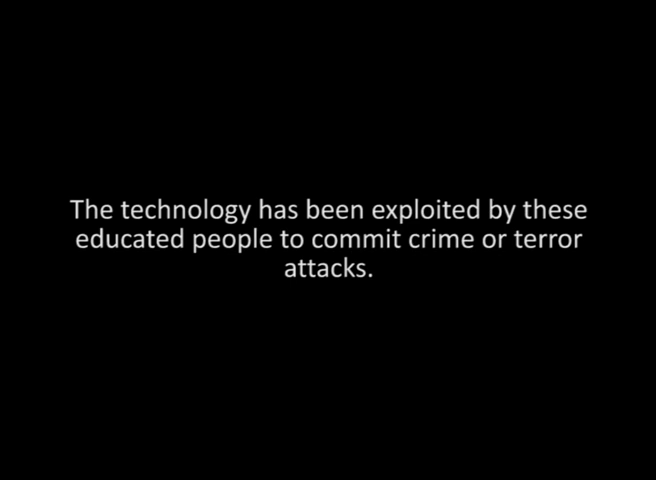 The technology has been exploited by these
educated people to commit crime or terror
attacks.